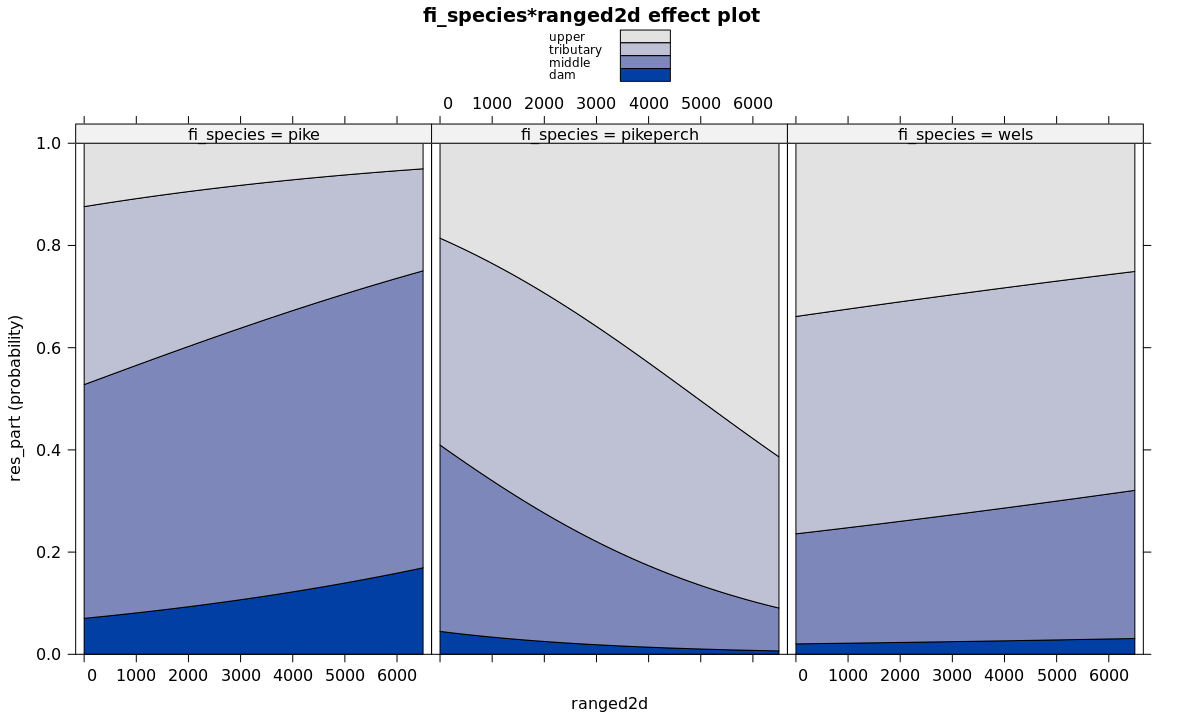 fi_species*ranged2d effect plot
upper
tributary
middle
dam
0 1000 2000 3000 4000 5000 6000
fi_species = pike fi_species = pikeperch fi_species = wels
1.0
0.8
0.6
0.4
0.2
0.0
res_part (probability)
0 1000 2000 3000 4000 5000 6000 0 1000 2000 3000 4000 5000 6000
ranged2d